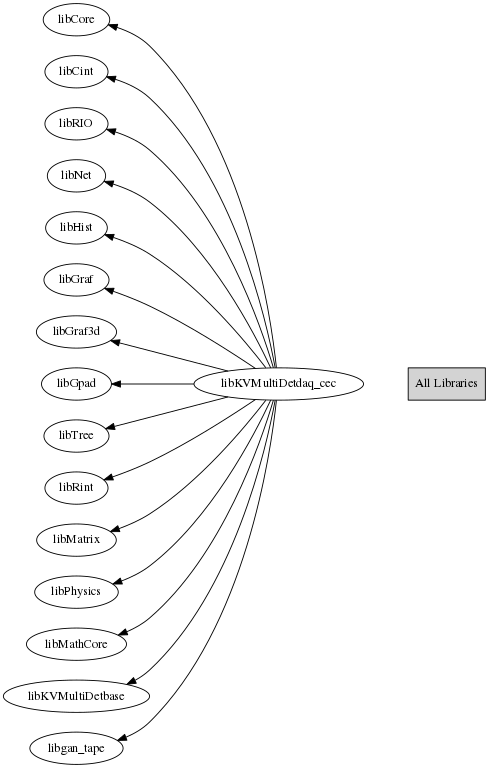 libCore
libCint
libRIO
libNet
libHist
libGraf
libGraf3d
libGpad
libKVMultiDetdaq_cec
All Libraries
libTree
libRint
libMatrix
libPhysics
libMathCore
libKVMultiDetbase
libgan_tape